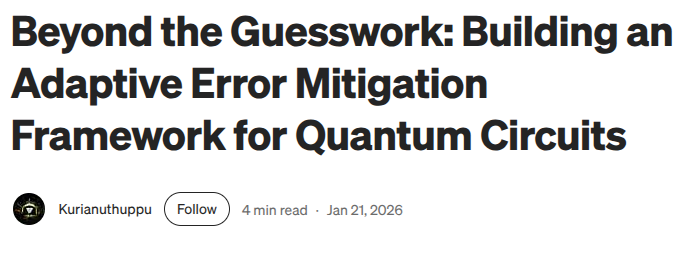 Beyond the Guesswork: Building an
Adaptive Error Mitigation
Framework for Quantum Circuits
Kurianuthuppu Follow 4 min read · Jan 21, 2026